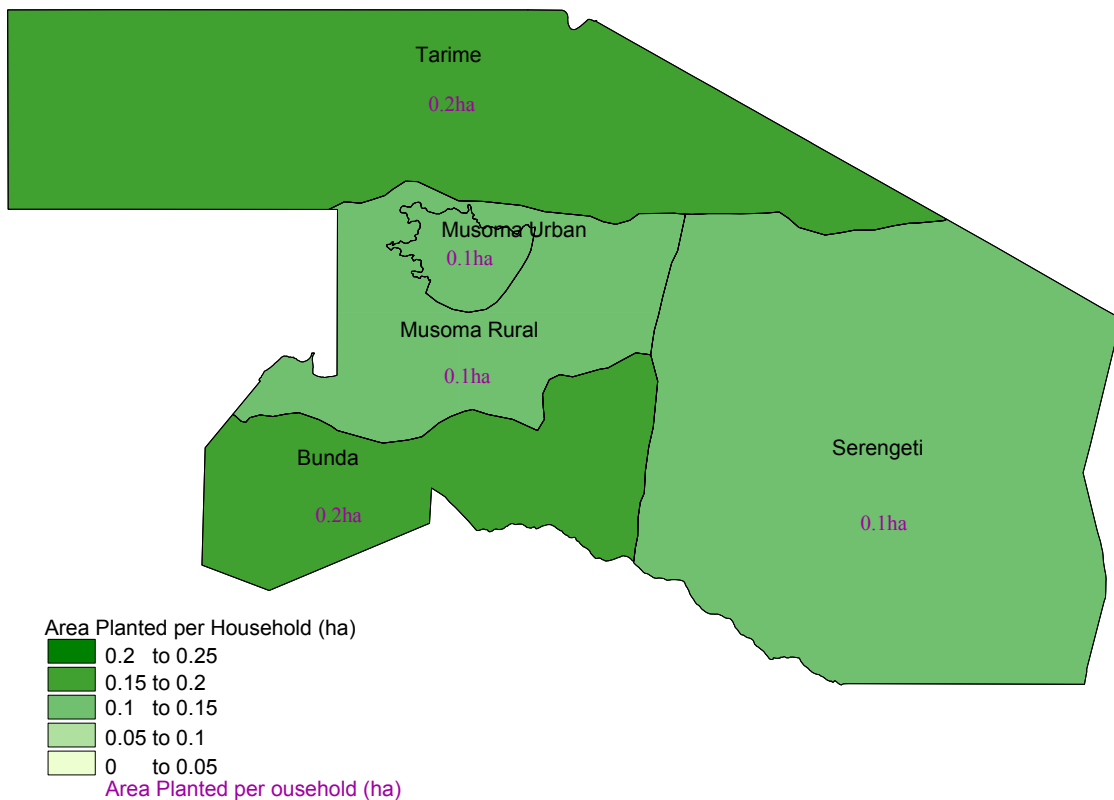 Tarime
0.2ha
Musoma Urban
0.1ha
Musoma Rural
0.1ha
Bunda
0.2ha
Serengeti
0.1ha
Area Planted per Household (ha)
0.2 to 0.25
0.15 to 0.2
0.1 to 0.15
0.05 to 0.1
0 to 0.05
Area Planted per ousehold (ha)